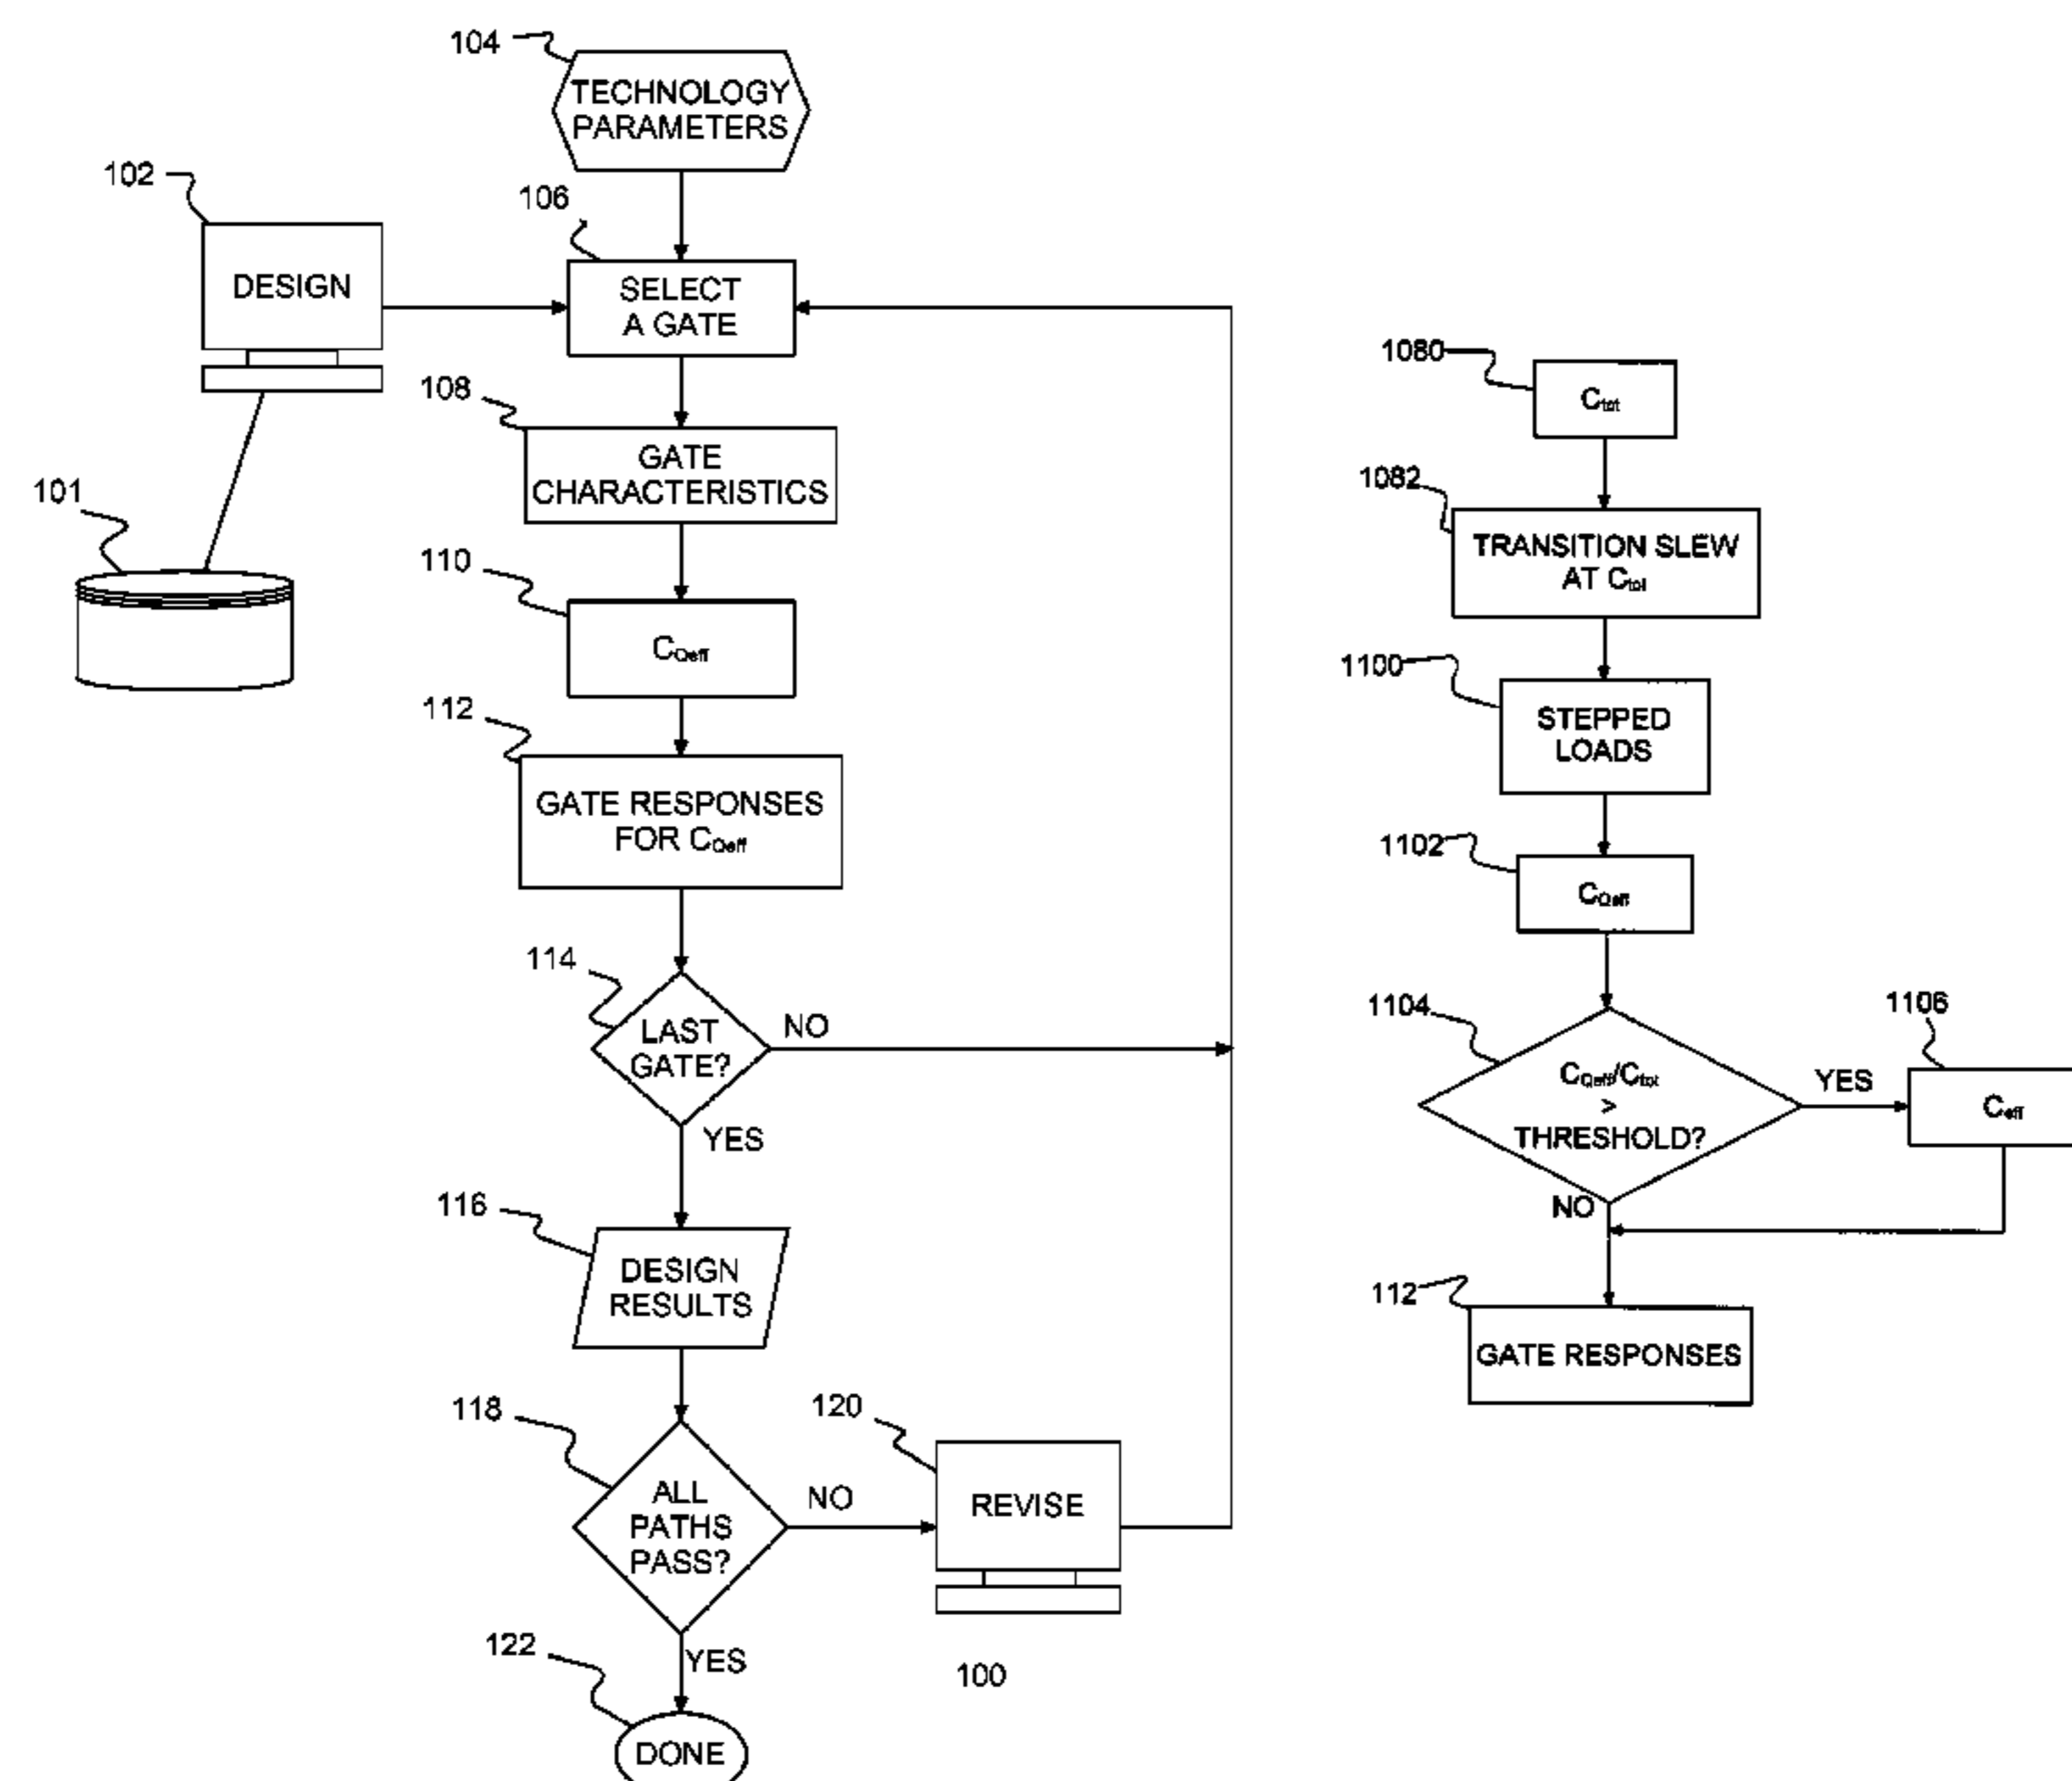 104
TECHNOLOGY
PARAMETERS
102
DESIGN
106
SELECT
A GATE
108
GATE
CHARACTERISTICS
101
110
CQeff
112
GATE RESPONSES
FOR CQeff
114
LAST
GATE?
NO
YES
116
DESIGN
RESULTS
118
ALL
PATHS
PASS?
NO
120
REVISE
YES
122
DONE
100
1080
Ctot
1082
TRANSITION SLEW
AT Ctot
1100
STEPPED
LOADS
1102
CQeff
1104
CQeff/Ctot
>
THRESHOLD?
YES
1106
Ceff
NO
112
GATE RESPONSES